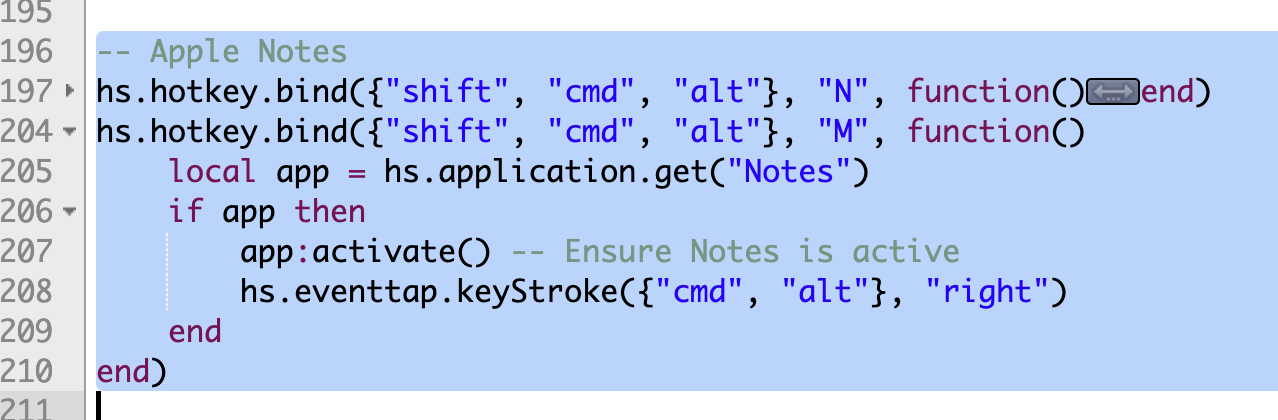 195
196 -- Apple Notes
197 hs.hotkey.bind({"shift", "cmd", "alt"}, "N", function()...end)
204 hs.hotkey.bind({"shift", "cmd", "alt"}, "M", function()
205     local app = hs.application.get("Notes")
206     if app then
207         app:activate() -- Ensure Notes is active
208         hs.eventtap.keyStroke({"cmd", "alt"}, "right")
209     end
210 end)
211